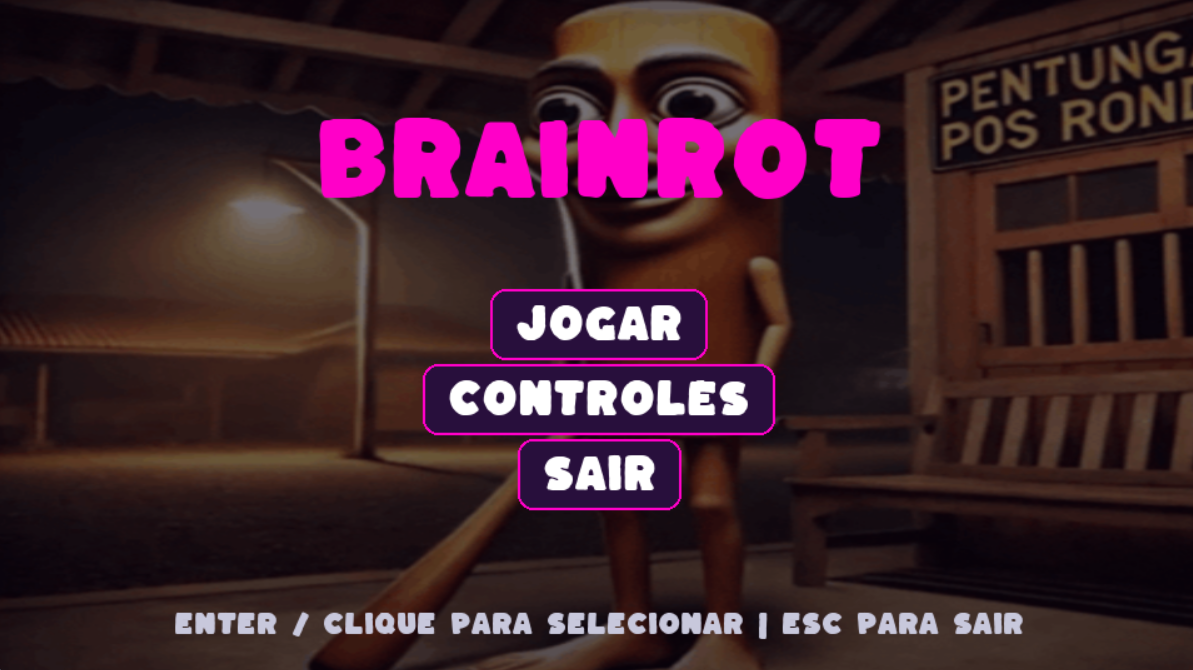 PENTUNG
POS ROND
BRAINROT
JOGAR
CONTROLES
SAIR
ENTER / CLIQUE PARA SELECIONAR | ESC PARA SAIR